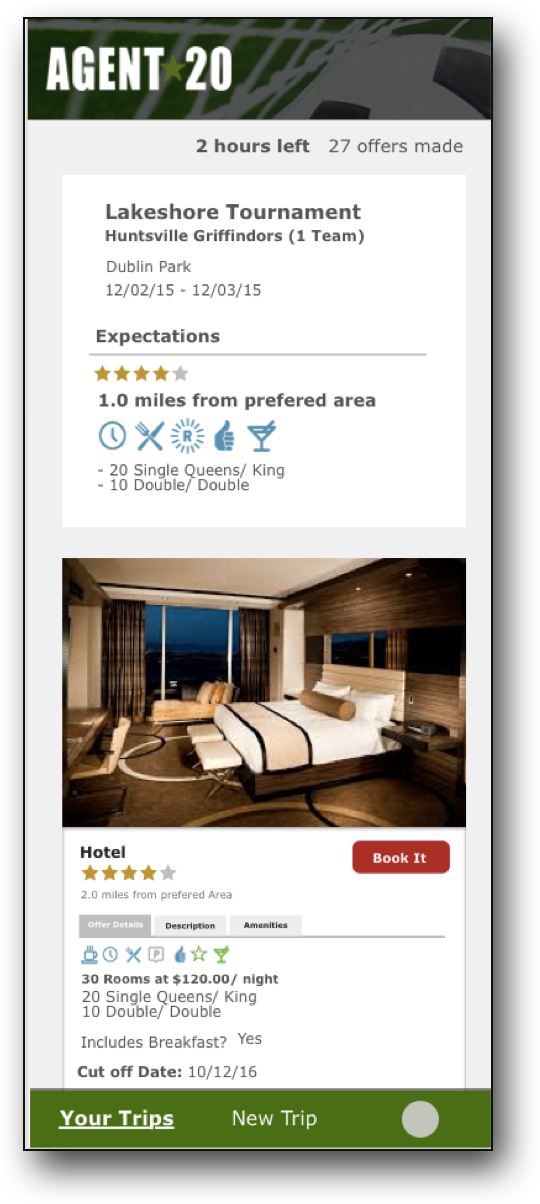 AGENT★20
2 hours left 27 offers made
Lakeshore Tournament
Huntsville Griffindors (1 Team)
Dublin Park
12/02/15 - 12/03/15
Expectations
1.0 miles from prefered area
R
- 20 Single Queens/ King
- 10 Double/ Double
Hotel
Book It
2.0 miles from prefered Area
Offer Details Description Amenities
P
30 Rooms at $120.00/ night
20 Single Queens/ King
10 Double/ Double
Includes Breakfast? Yes
Cut off Date: 10/12/16
Your Trips New Trip